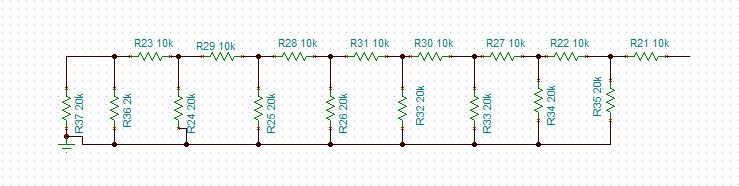 R23 10k
R29 10k
R28 10k
R31 10k
R30 10k
R27 10k
R22 10k
R21 10k
R37 20k
R36 2k
R24 20k
R25 20k
R26 20k
R32 20k
R33 20k
R34 20k
R35 20k